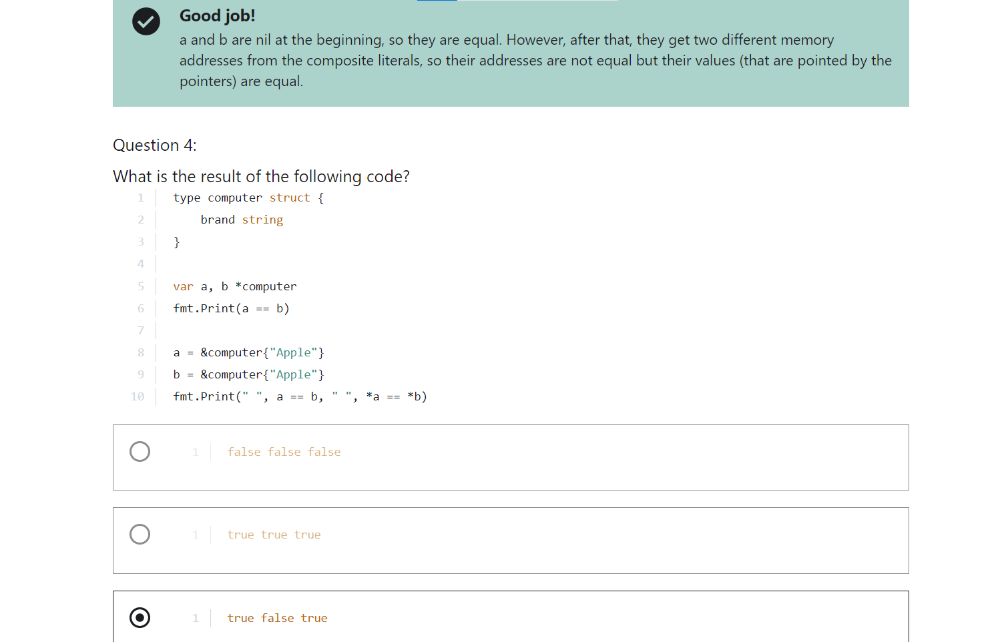 Good job!
a and b are nil at the beginning, so they are equal. However, after that, they get two different memory
addresses from the composite literals, so their addresses are not equal but their values (that are pointed by the
pointers) are equal.
Question 4:
What is the result of the following code?
1 type computer struct {
2 brand string
3 }
4
5 var a, b *computer
6 fmt.Print(a == b)
7
8 a = &computer{"Apple"}
9 b = &computer{"Apple"}
10 fmt.Print(" ", a == b, " ", *a == *b)
1 false false false
1 true true true
1 true false true